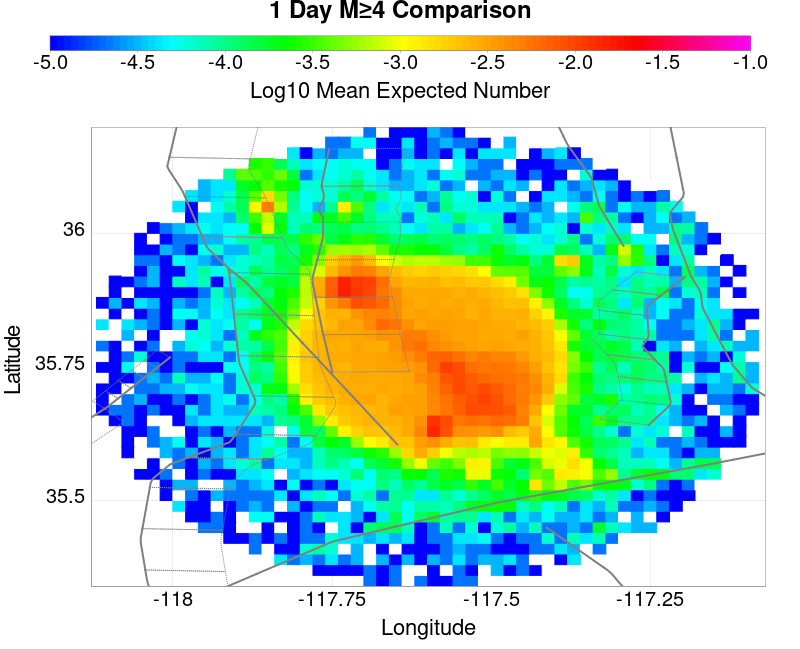 1 Day M≥4 Comparison
-5.0 -4.5 -4.0 -3.5 -3.0 -2.5 -2.0 -1.5 -1.0
Log10 Mean Expected Number
36
35.75
35.5
Latitude
-118 -117.75 -117.5 -117.25
Longitude